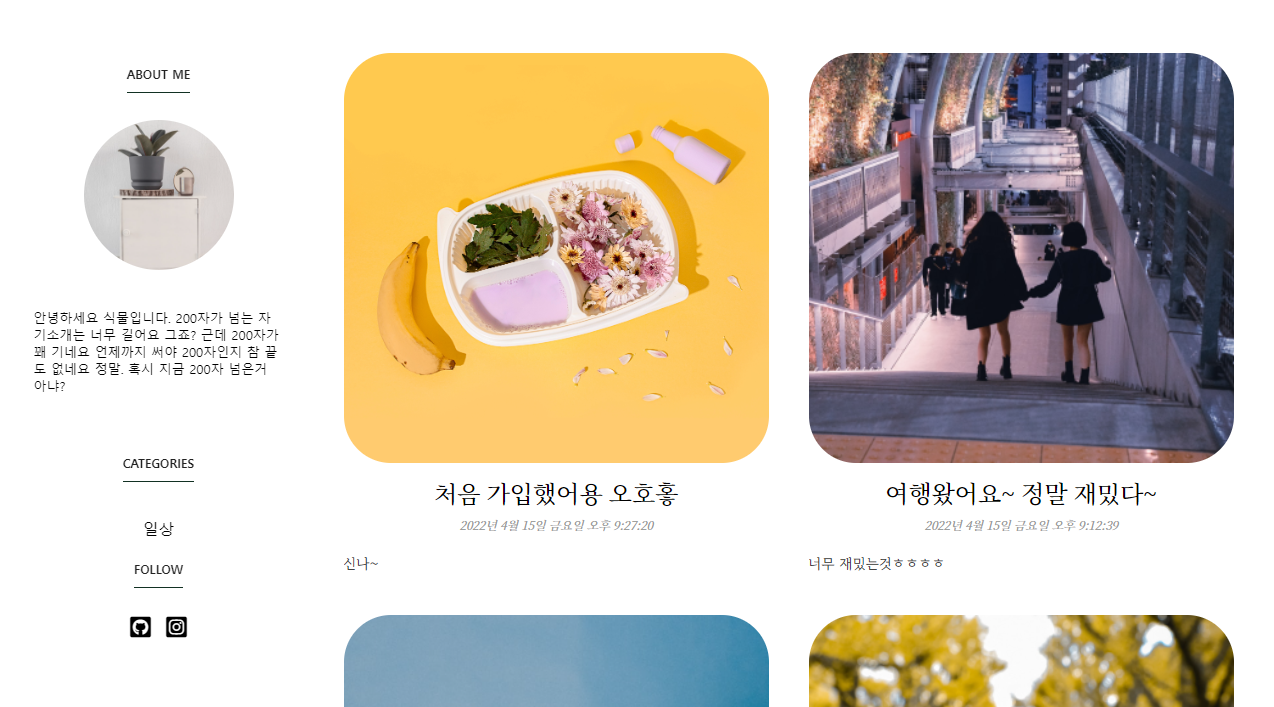 ABOUT ME
안녕하세요 식물입니다. 200자가 넘는 자
기소개는 너무 길어요 그죠? 근데 200자가
꽤 기네요 언제까지 써야 200자인지 참 끝
도 없네요 정말. 혹시 지금 200자 넘은거
아냐?
CATEGORIES
일상
FOLLOW
처음 가입했어용 오호홓
2022년 4월 15일 금요일 오후 9:27:20
신나~
여행왔어요~ 정말 재밌다~
2022년 4월 15일 금요일 오후 9:12:39
너무 재밌는것ㅎㅎㅎㅎ